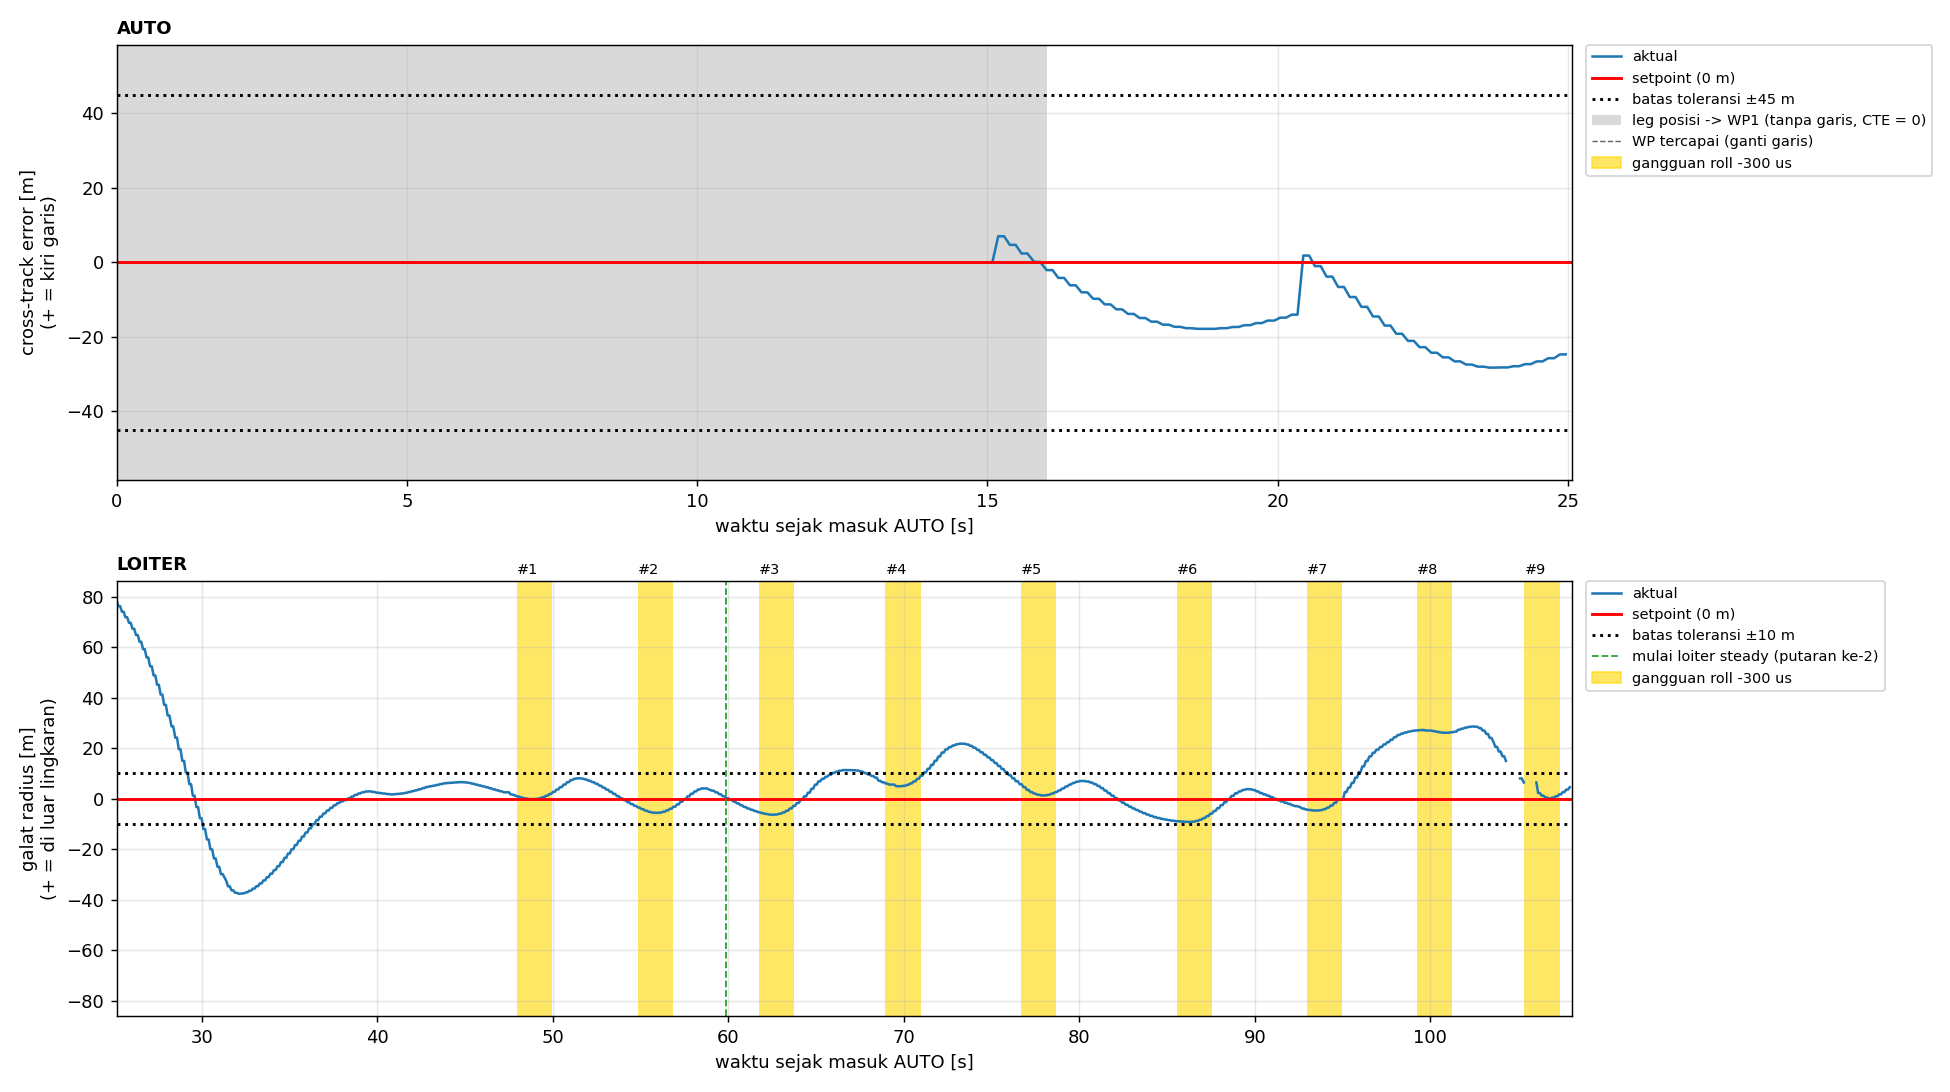 AUTO
40
20
0
−20
−40
cross-track error [m]
(+ = kiri garis)
0 5 10 15 20 25
waktu sejak masuk AUTO [s]
aktual
setpoint (0 m)
batas toleransi ±45 m
leg posisi -> WP1 (tanpa garis, CTE = 0)
WP tercapai (ganti garis)
gangguan roll -300 us
LOITER
#1 #2 #3 #4 #5 #6 #7 #8 #9
80
60
40
20
0
−20
−40
−60
−80
galat radius [m]
(+ = di luar lingkaran)
30 40 50 60 70 80 90 100
waktu sejak masuk AUTO [s]
aktual
setpoint (0 m)
batas toleransi ±10 m
mulai loiter steady (putaran ke-2)
gangguan roll -300 us